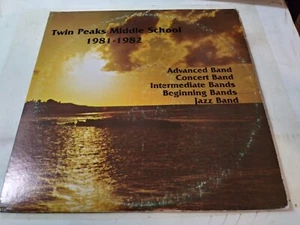 Twin Peaks Middle School
1981-1982
Advanced Band
Concert Band
Intermediate Bands
Beginning Bands
Jazz Band